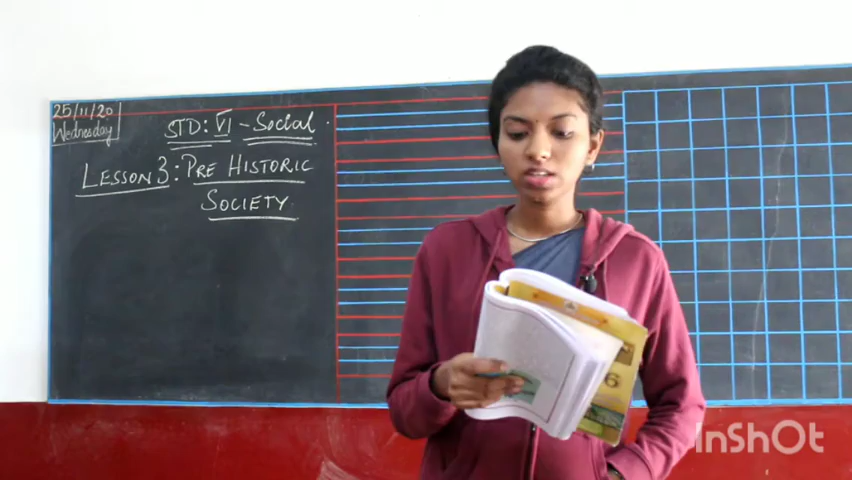 25/11/20
Wednesday
STD: VI - Social.
LESSON 3: PRE HISTORIC
SOCIETY.
6
InShOt